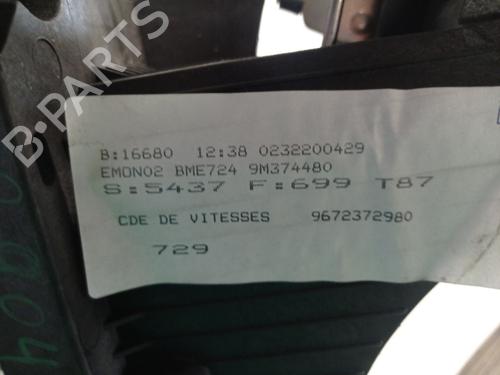 B-PARTS
B:16680 12:38 0232200429
EMON02 BME724 9M374480
S:5437 F:699 T87
CDE DE VITESSES 9672372980
729